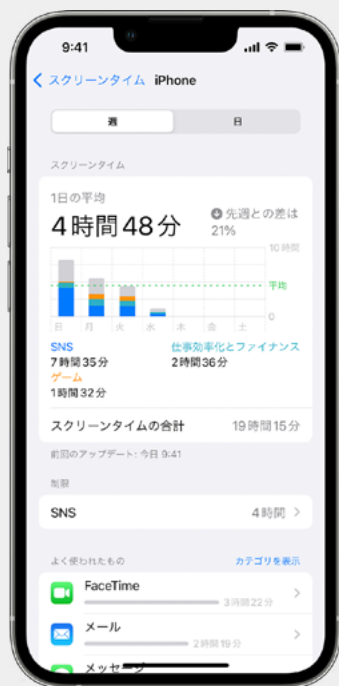 9:41
スクリーンタイム iPhone
週 日
スクリーンタイム
1日の平均
4時間48分
先週との差は
21%
10時間
平均
0
日 月 火 水 木 金 土
SNS 仕事効率化とファイナンス
7時間35分 2時間36分
ゲーム
1時間32分
スクリーンタイムの合計 19時間15分
前回のアップデート: 今日 9:41
制限
SNS 4時間
よく使われたもの カテゴリを表示
FaceTime
3時間22分
メール
2時間19分
メッセージ